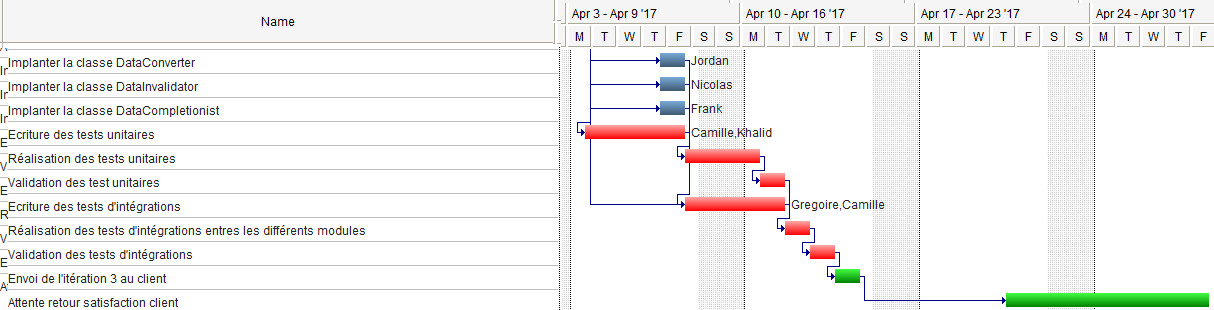 Name
Apr 3 - Apr 9 '17
Apr 10 - Apr 16 '17
Apr 17 - Apr 23 '17
Apr 24 - Apr 30 '17
M T W T F S S M T W T F S S M T W T F S S M T W T F
Implanter la classe DataConverter
Jordan
Implanter la classe DataInvalidator
Nicolas
Implanter la classe DataCompletionist
Frank
Ecriture des tests unitaires
Camille,Khalid
Réalisation des tests unitaires
Validation des test unitaires
Ecriture des tests d'intégrations
Gregoire,Camille
Réalisation des tests d'intégrations entres les différents modules
Validation des tests d'intégrations
Envoi de l'itération 3 au client
Attente retour satisfaction client